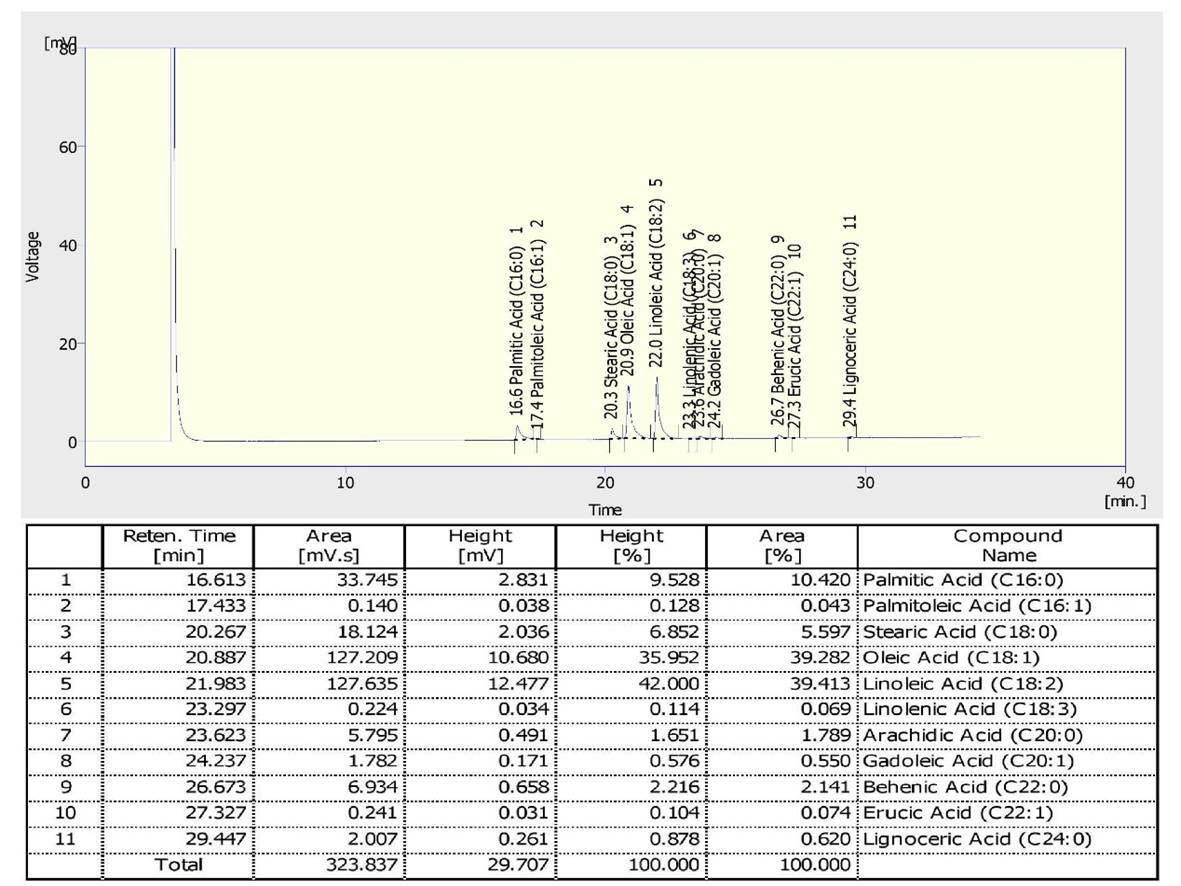 [mV]
80
60
40
20
0
Voltage
16.6 Palmitic Acid (C16:0) 1
17.4 Palmitoleic Acid (C16:1) 2
20.3 Stearic Acid (C18:0) 3
20.9 Oleic Acid (C18:1) 4
22.0 Linoleic Acid (C18:2) 5
23.3 Linolenic Acid (C18:3) 6
23.6 Arachidic Acid (C20:0) 7
24.2 Gadoleic Acid (C20:1) 8
26.7 Behenic Acid (C22:0) 9
27.3 Erucic Acid (C22:1) 10
29.4 Lignoceric Acid (C24:0) 11
0 10 20 30 40
Time [min.]
Reten. Time [min] Area [mV.s] Height [mV] Height [%] Area [%] Compound Name
1 16.613 33.745 2.831 9.528 10.420 Palmitic Acid (C16:0)
2 17.433 0.140 0.038 0.128 0.043 Palmitoleic Acid (C16:1)
3 20.267 18.124 2.036 6.852 5.597 Stearic Acid (C18:0)
4 20.887 127.209 10.680 35.952 39.282 Oleic Acid (C18:1)
5 21.983 127.635 12.477 42.000 39.413 Linoleic Acid (C18:2)
6 23.297 0.224 0.034 0.114 0.069 Linolenic Acid (C18:3)
7 23.623 5.795 0.491 1.651 1.789 Arachidic Acid (C20:0)
8 24.237 1.782 0.171 0.576 0.550 Gadoleic Acid (C20:1)
9 26.673 6.934 0.658 2.216 2.141 Behenic Acid (C22:0)
10 27.327 0.241 0.031 0.104 0.074 Erucic Acid (C22:1)
11 29.447 2.007 0.261 0.878 0.620 Lignoceric Acid (C24:0)
Total 323.837 29.707 100.000 100.000